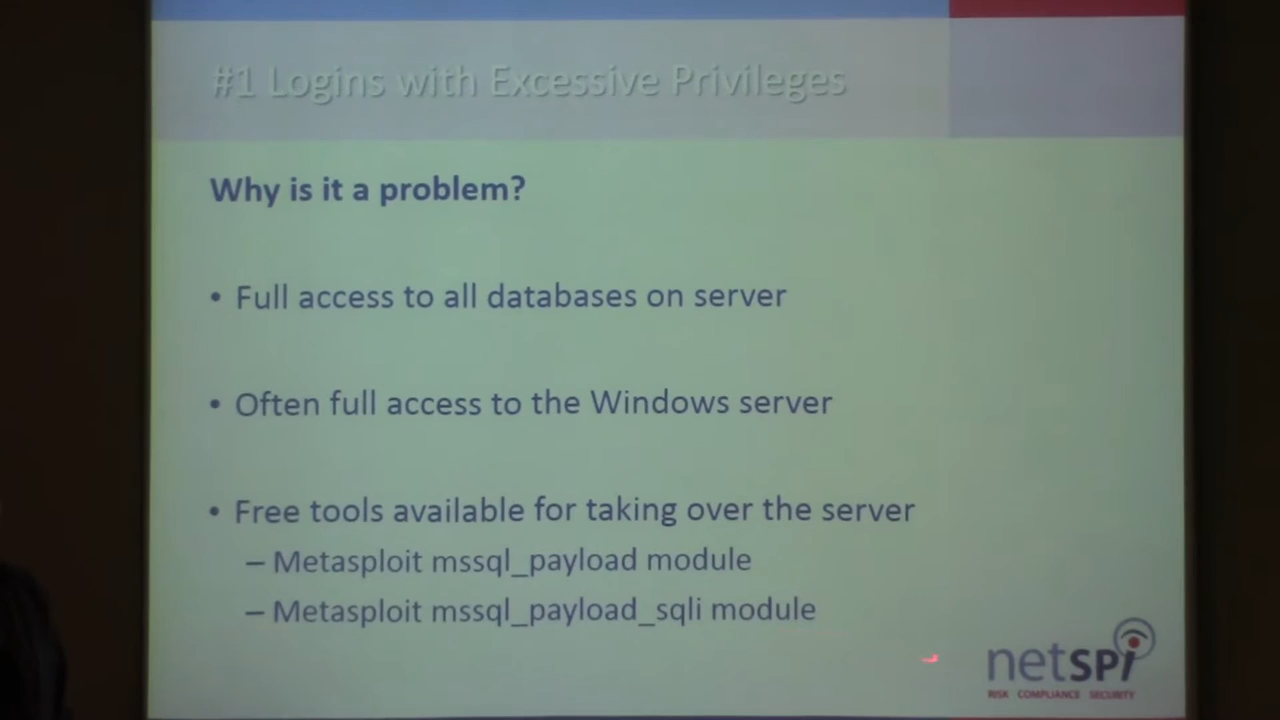 #1 Logins with Excessive Privileges
Why is it a problem?
• Full access to all databases on server
• Often full access to the Windows server
• Free tools available for taking over the server
– Metasploit mssql_payload module
– Metasploit mssql_payload_sqli module
netSPi
RISK COMPLIANCE SECURITY